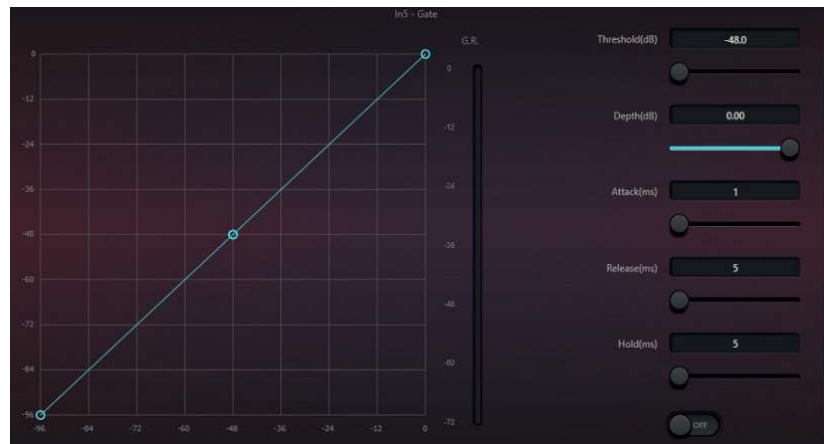 In5 - Gate
G.R.
Threshold(dB) -48.0
Depth(dB) 0.00
Attack(ms) 1
Release(ms) 5
Hold(ms) 5
OFF
0
-12
-24
-36
-48
-60
-72
-84
-96
-96 -84 -72 -60 -48 -36 -24 -12 0
0
-12
-24
-36
-48
-60
-72